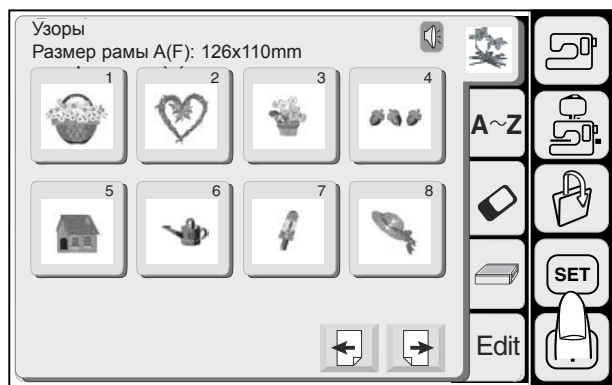 Узоры
Размер рамы A(F): 126x110mm
1 2 3 4
A~Z
5 6 7 8
SET
Edit